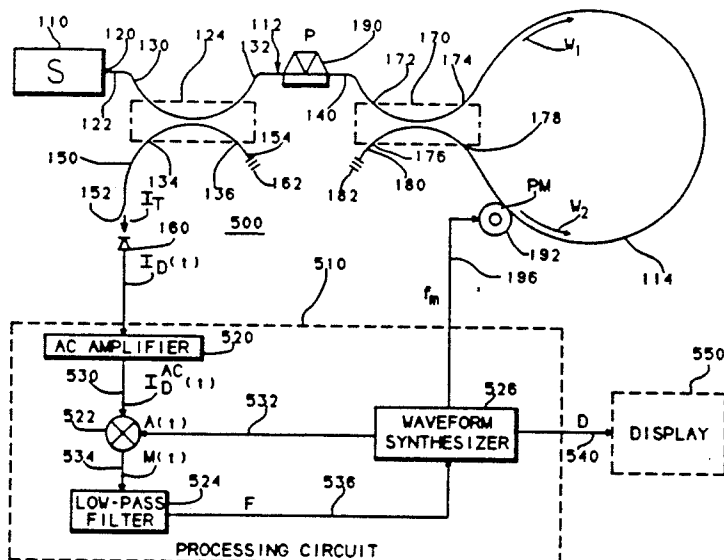 110
120
S
130
122
124
132
112
P
190
140
172
170
174
W1
150
152
134
136
154
162
182
176
180
178
IT
160
500
PM
W2
192
196
114
ID(t)
fm
510
AC AMPLIFIER
520
530
I_D^AC(t)
522
A(t)
532
526
WAVEFORM
SYNTHESIZER
D
540
550
DISPLAY
534
M(t)
524
LOW-PASS
FILTER
F
536
PROCESSING CIRCUIT